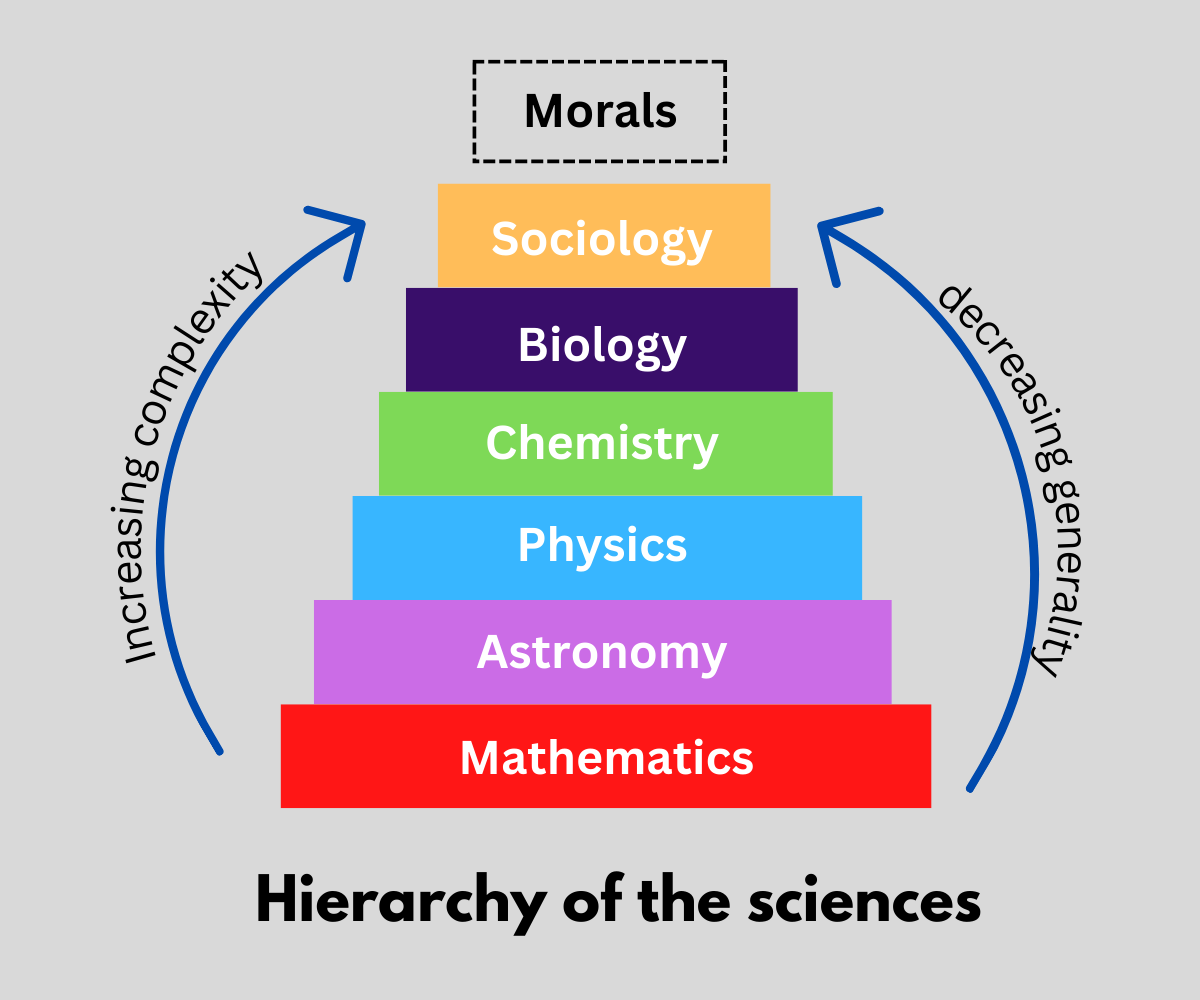 Morals
Sociology
Biology
Chemistry
Physics
Astronomy
Mathematics
Increasing complexity
decreasing generality
Hierarchy of the sciences